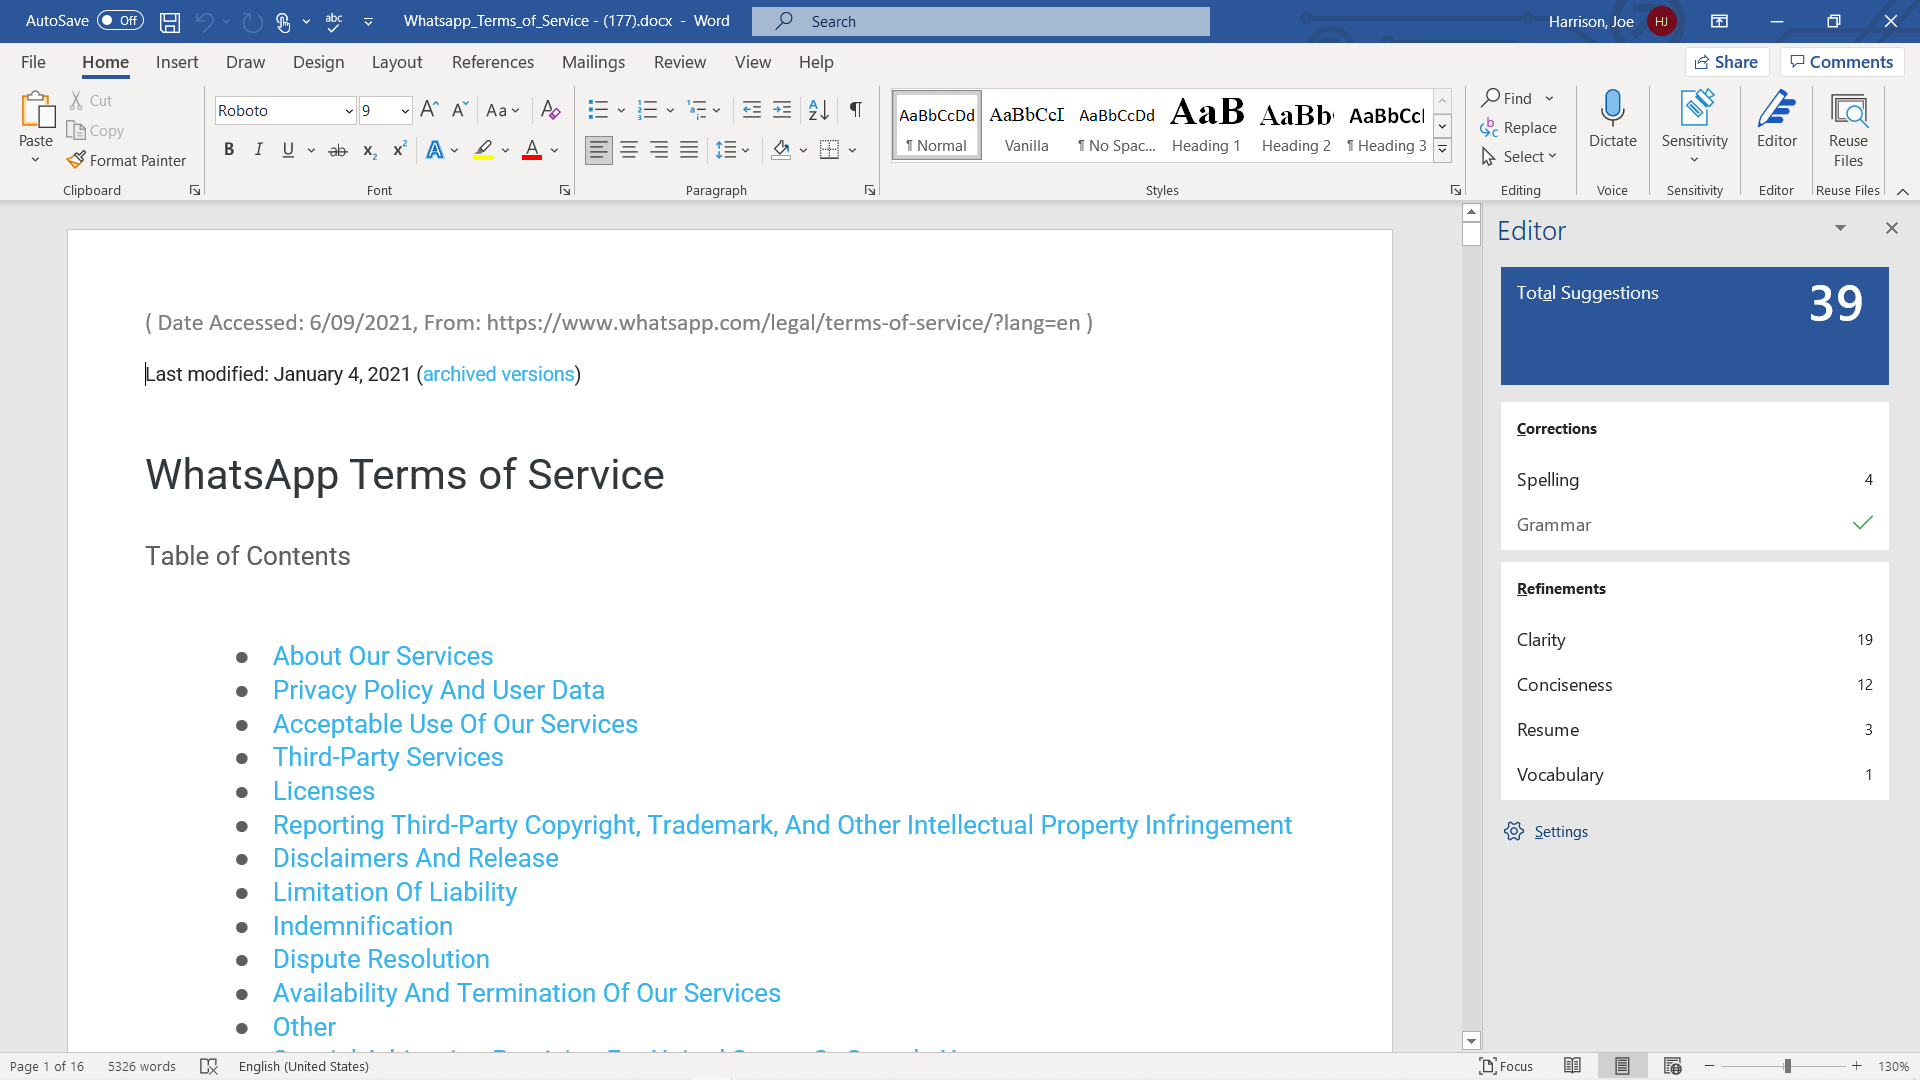 AutoSave Off Whatsapp_Terms_of_Service - (177).docx - Word Search Harrison, Joe HJ
File Home Insert Draw Design Layout References Mailings Review View Help Share Comments
Paste Cut Copy Format Painter Clipboard
Roboto 9 Aa Font
Paragraph
AaBbCcDd ¶ Normal
AaBbCcI Vanilla
AaBbCcDd ¶ No Spac...
AaB Heading 1
AaBb Heading 2
AaBbCc ¶ Heading 3
Styles
Find Replace Select Editing
Dictate Voice
Sensitivity Sensitivity
Editor Editor
Reuse Files Reuse Files
( Date Accessed: 6/09/2021, From: https://www.whatsapp.com/legal/terms-of-service/?lang=en )
Last modified: January 4, 2021 (archived versions)
WhatsApp Terms of Service
Table of Contents
● About Our Services
● Privacy Policy And User Data
● Acceptable Use Of Our Services
● Third-Party Services
● Licenses
● Reporting Third-Party Copyright, Trademark, And Other Intellectual Property Infringement
● Disclaimers And Release
● Limitation Of Liability
● Indemnification
● Dispute Resolution
● Availability And Termination Of Our Services
● Other
Editor
Total Suggestions 39
Corrections
Spelling 4
Grammar
Refinements
Clarity 19
Conciseness 12
Resume 3
Vocabulary 1
Settings
Page 1 of 16 5326 words English (United States) Focus 130%